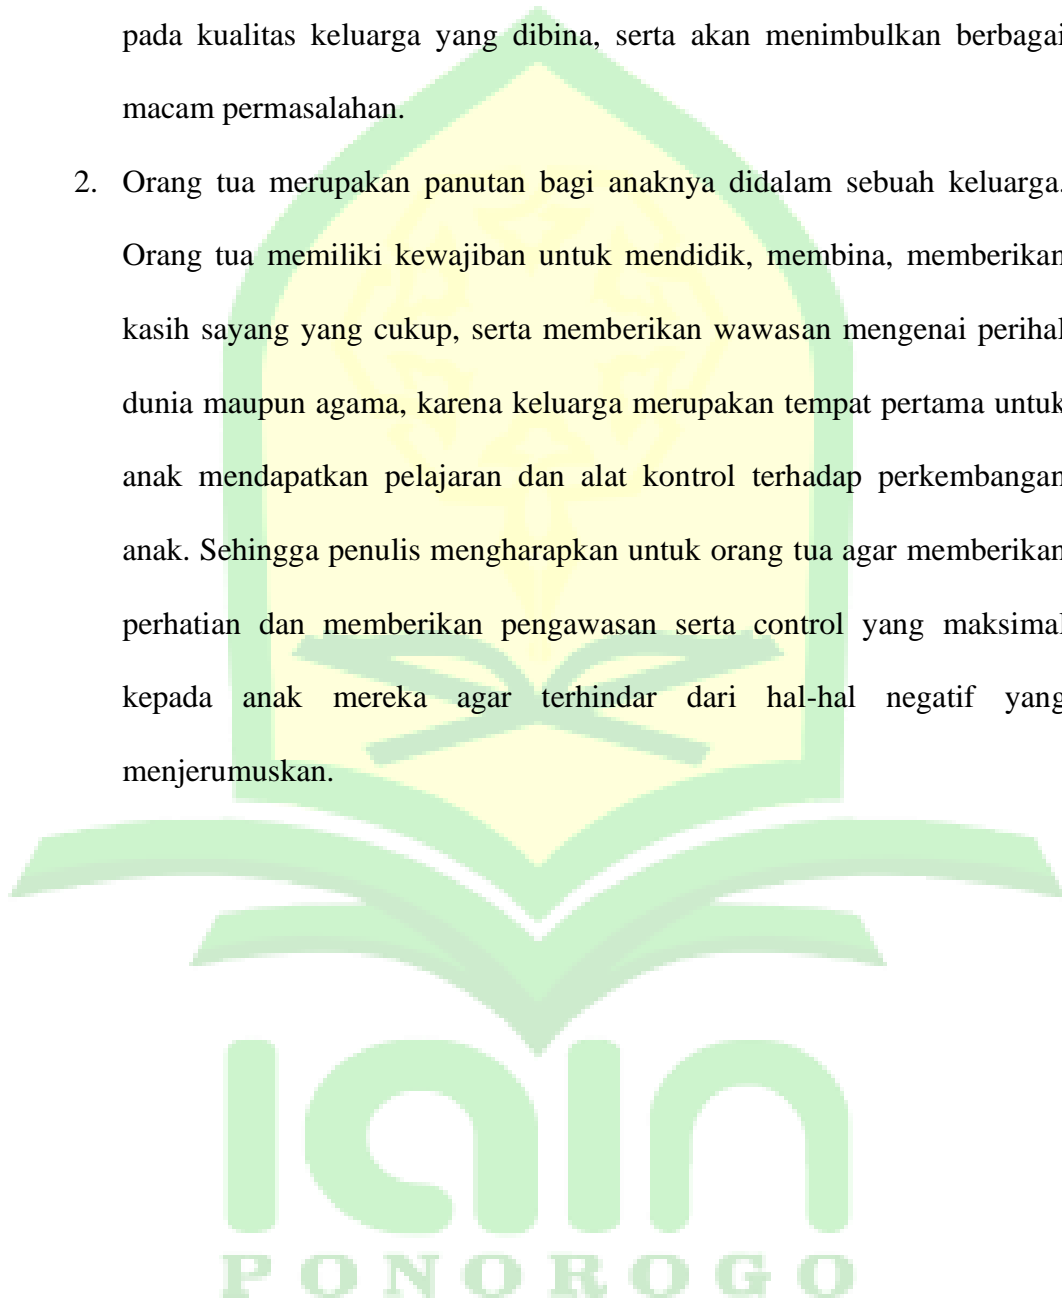 pada kualitas keluarga yang dibina, serta akan menimbulkan berbagai
macam permasalahan.
2. Orang tua merupakan panutan bagi anaknya didalam sebuah keluarga.
Orang tua memiliki kewajiban untuk mendidik, membina, memberikan
kasih sayang yang cukup, serta memberikan wawasan mengenai perihal
dunia maupun agama, karena keluarga merupakan tempat pertama untuk
anak mendapatkan pelajaran dan alat kontrol terhadap perkembangan
anak. Sehingga penulis mengharapkan untuk orang tua agar memberikan
perhatian dan memberikan pengawasan serta control yang maksimal
kepada anak mereka agar terhindar dari hal-hal negatif yang
menjerumuskan.
IAIN
PONOROGO